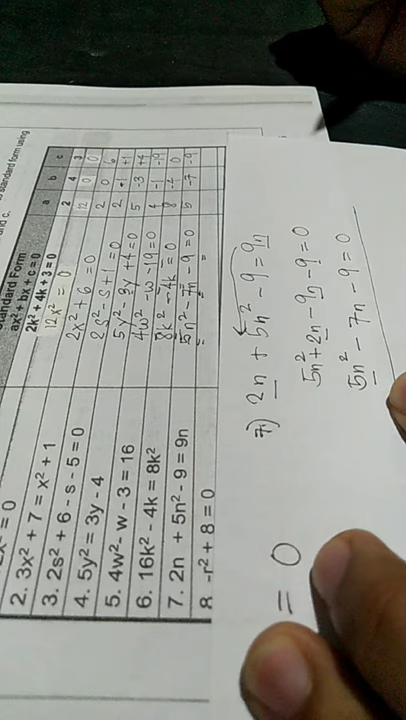 standard form using
and c.
Standard Form
ax² + bx + c = 0
a b c
2k² + 4k + 3 = 0 2 4 3
= 0 12x² = 0 12 0 0
2. 3x² + 7 = x² + 1 2x² + 6 = 0 2 0 6
3. 2s² + 6 - s - 5 = 0 2s² - s + 1 = 0 2 -1 +1
4. 5y² = 3y - 4 5y² - 3y + 4 = 0 5 -3 +4
5. 4w² - w - 3 = 16 4w² - w - 19 = 0 4 -1 -19
6. 16k² - 4k = 8k² 8k² - 4k = 0 8 -4 0
7. 2n + 5n² - 9 = 9n 5n² - 7n - 9 = 0 5 -7 -9
8. -r² + 8 = 0
7.) 2n + 5n² - 9 = 9n
5n² + 2n - 9n - 9 = 0
5n² - 7n - 9 = 0
= 0